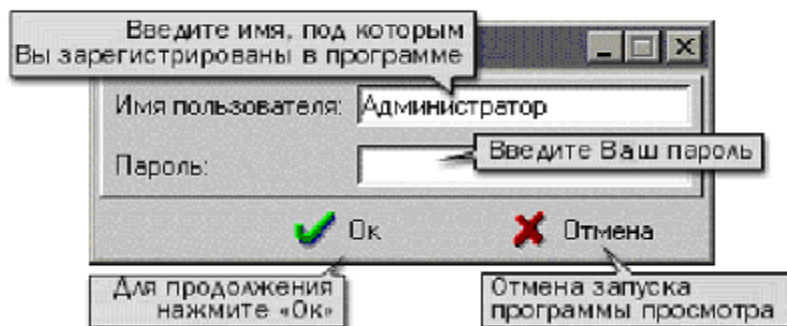 Введите имя, под которым
Вы зарегистрированы в программе
Имя пользователя: Администратор
Пароль:
Введите Ваш пароль
Ок
Отмена
Для продолжения
нажмите «Ок»
Отмена запуска
программы просмотра